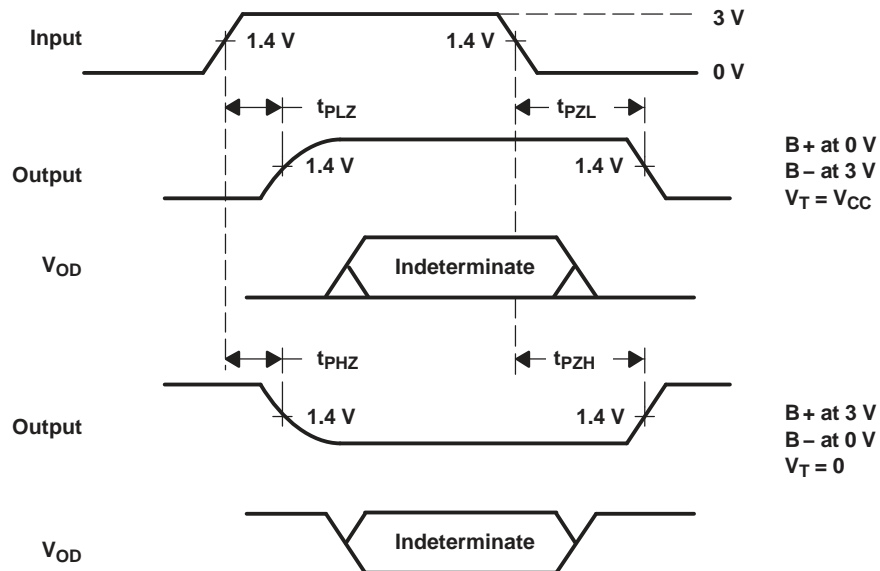 3 V
Input
1.4 V
1.4 V
0 V
tPLZ
tPZL
Output
1.4 V
1.4 V
B+ at 0 V
B– at 3 V
VT = VCC
VOD
Indeterminate
tPHZ
tPZH
Output
1.4 V
1.4 V
B+ at 3 V
B– at 0 V
VT = 0
VOD
Indeterminate